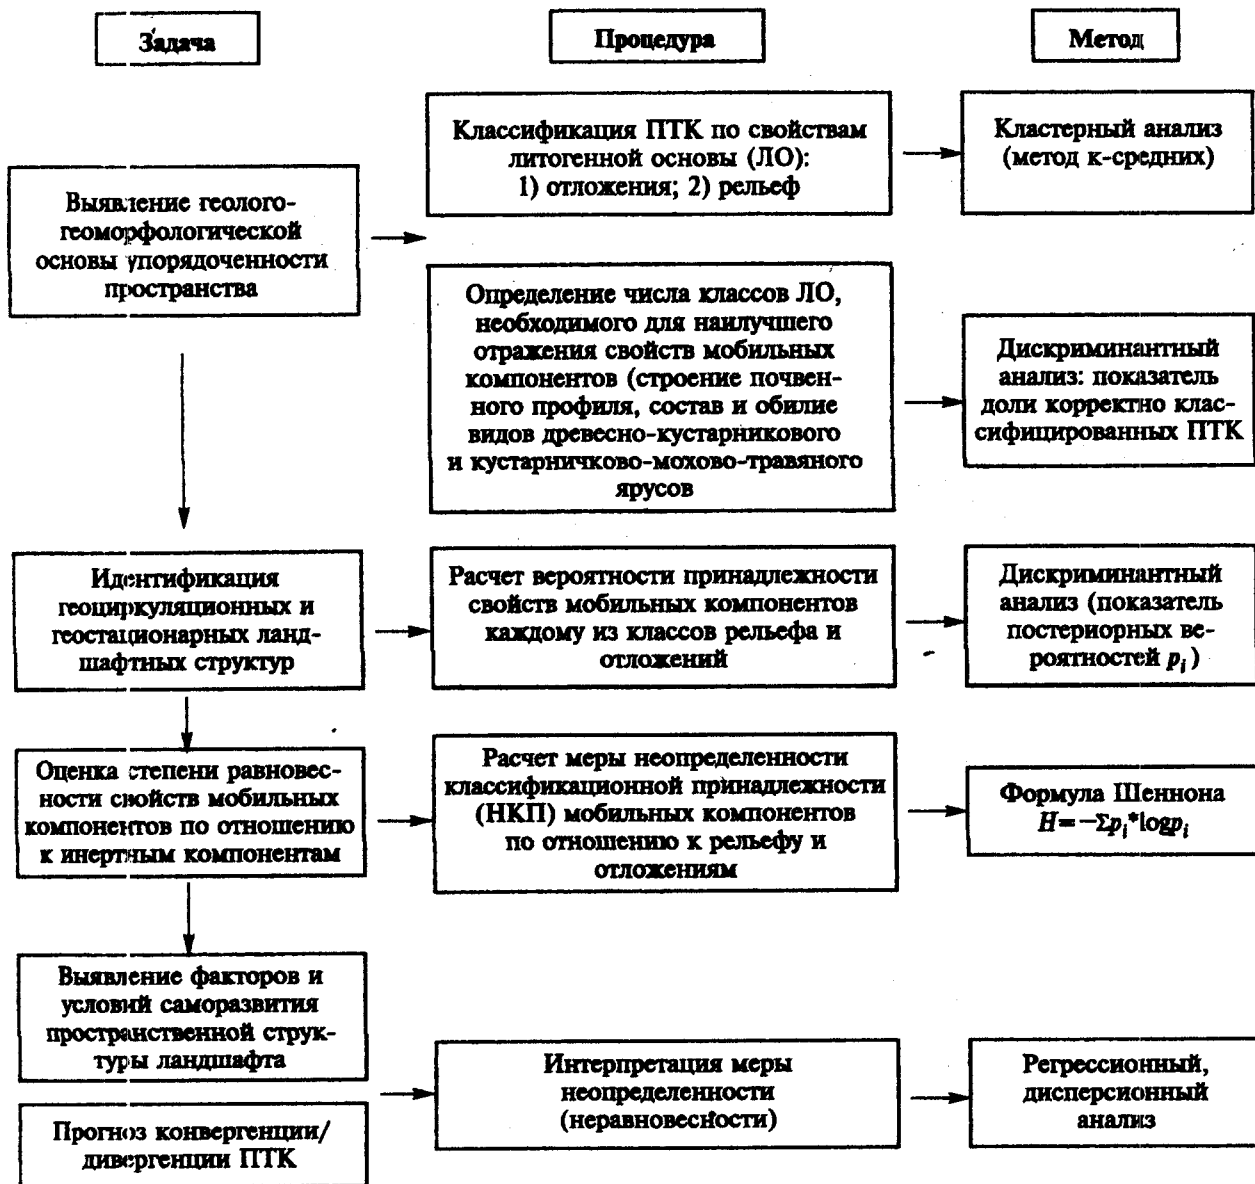 Задача
Процедура
Метод
Выявление геолого-
геоморфологической
основы упорядоченности
пространства
Классификация ПТК по свойствам
литогенной основы (ЛО):
1) отложения; 2) рельеф
Кластерный анализ
(метод к-средних)
Определение числа классов ЛО,
необходимого для наилучшего
отражения свойств мобильных
компонентов (строение почвен-
ного профиля, состав и обилие
видов древесно-кустарникового
и кустарничково-мохово-травяного
ярусов
Дискриминантный
анализ: показатель
доли корректно клас-
сифицированных ПТК
Идентификация
геоциркуляционных и
геостационарных ланд-
шафтных структур
Расчет вероятности принадлежности
свойств мобильных компонентов
каждому из классов рельефа и
отложений
Дискриминантный
анализ (показатель
постериорных ве-
роятностей pᵢ)
Оценка степени равновес-
ности свойств мобильных
компонентов по отношению
к инертным компонентам
Расчет меры неопределенности
классификационной принадлежности
(НКП) мобильных компонентов
по отношению к рельефу и
отложениям
Формула Шеннона
H=−Σpᵢ*logpᵢ
Выявление факторов и
условий саморазвития
пространственной струк-
туры ландшафта
Прогноз конвергенции/
дивергенции ПТК
Интерпретация меры
неопределенности
(неравновесности)
Регрессионный,
дисперсионный
анализ